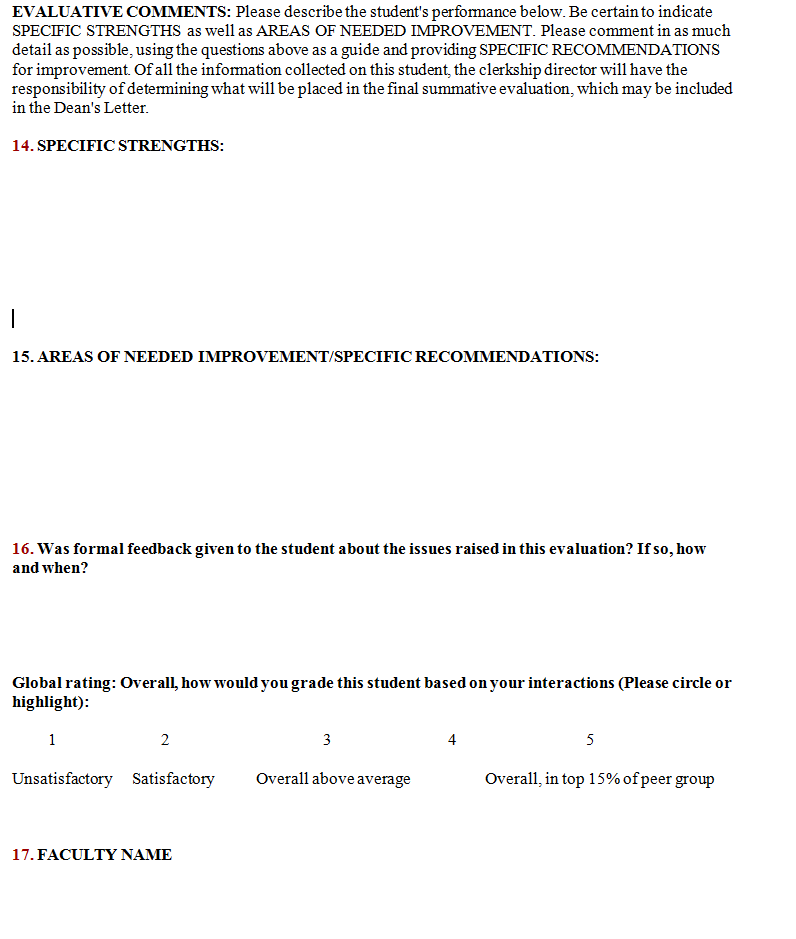 EVALUATIVE COMMENTS: Please describe the student's performance below. Be certain to indicate
SPECIFIC STRENGTHS as well as AREAS OF NEEDED IMPROVEMENT. Please comment in as much
detail as possible, using the questions above as a guide and providing SPECIFIC RECOMMENDATIONS
for improvement. Of all the information collected on this student, the clerkship director will have the
responsibility of determining what will be placed in the final summative evaluation, which may be included
in the Dean's Letter.
14. SPECIFIC STRENGTHS:
15. AREAS OF NEEDED IMPROVEMENT/SPECIFIC RECOMMENDATIONS:
16. Was formal feedback given to the student about the issues raised in this evaluation? If so, how
and when?
Global rating: Overall, how would you grade this student based on your interactions (Please circle or
highlight):
1 2 3 4 5
Unsatisfactory Satisfactory Overall above average Overall, in top 15% of peer group
17. FACULTY NAME